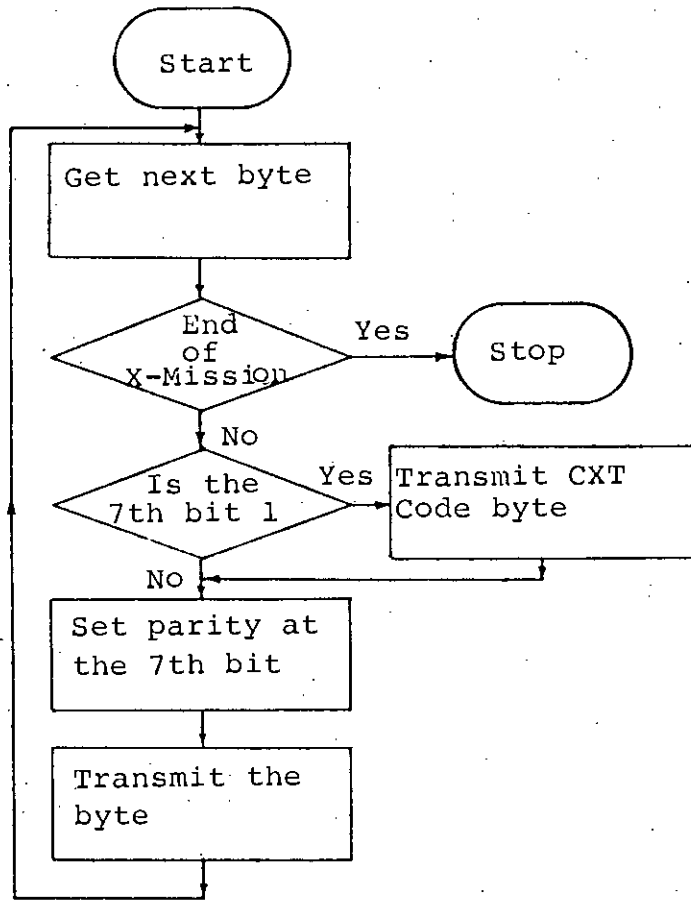 Start
Get next byte
End
of
X-Mission
Yes
Stop
No
Is the
7th bit 1
Yes
Transmit CXT
Code byte
No
Set parity at
the 7th bit
Transmit the
byte